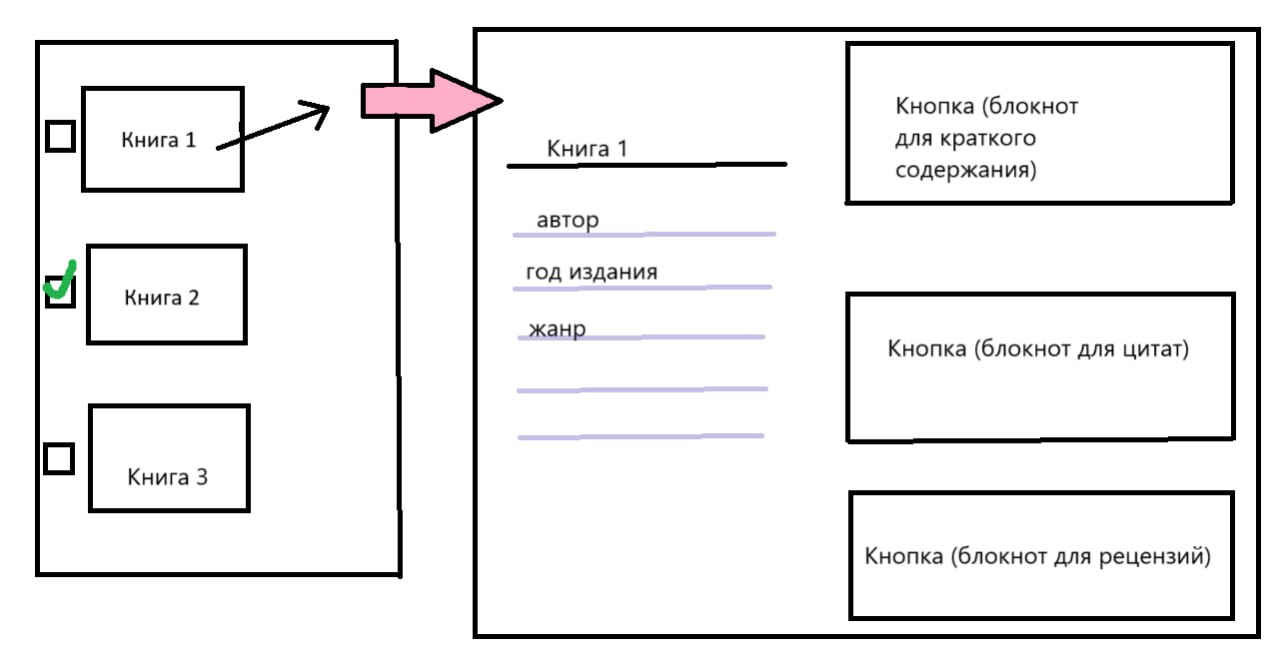 Книга 1
Книга 2
Книга 3
Книга 1
автор
год издания
жанр
Кнопка (блокнот
для краткого
содержания)
Кнопка (блокнот для цитат)
Кнопка (блокнот для рецензий)